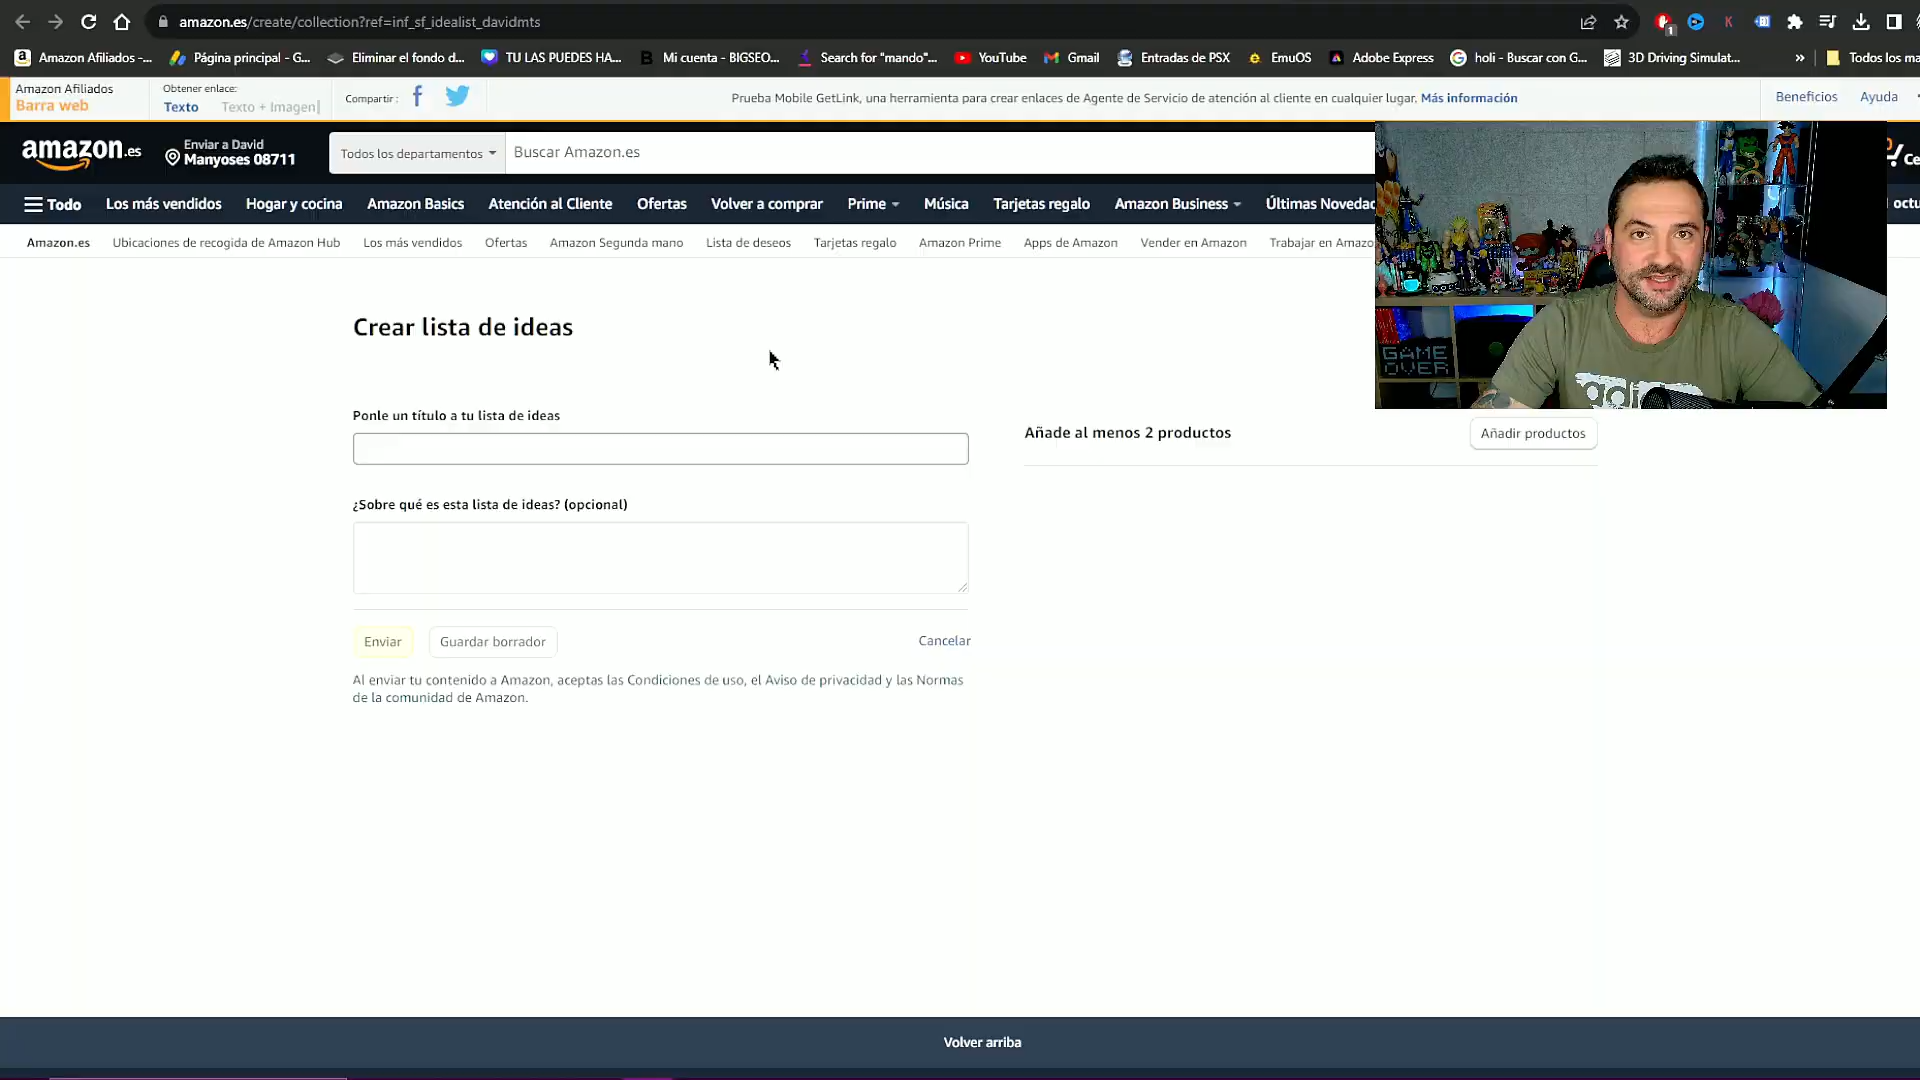 amazon.es/create/collection?ref=inf_sf_idealist_davidmts
1
K
Amazon Afiliados -...
Página principal - G...
Eliminar el fondo d...
TU LAS PUEDES HA...
Mi cuenta - BIGSEO...
Search for "mando"...
YouTube
Gmail
Entradas de PSX
EmuOS
Adobe Express
holi - Buscar con G...
3D Driving Simulat...
»
Todos los ma
Amazon Afiliados
Barra web
Obtener enlace:
Texto
Texto + Imagen|
Compartir :
Prueba Mobile GetLink, una herramienta para crear enlaces de Agente de Servicio de atención al cliente en cualquier lugar. Más información
Beneficios
Ayuda
amazon.es
Enviar a David
Manyoses 08711
Todos los departamentos
Buscar Amazon.es
Ce
Todo
Los más vendidos
Hogar y cocina
Amazon Basics
Atención al Cliente
Ofertas
Volver a comprar
Prime
Música
Tarjetas regalo
Amazon Business
Últimas Novedad
octu
Amazon.es
Ubicaciones de recogida de Amazon Hub
Los más vendidos
Ofertas
Amazon Segunda mano
Lista de deseos
Tarjetas regalo
Amazon Prime
Apps de Amazon
Vender en Amazon
Trabajar en Amazo
GAME
OVER
adi
Crear lista de ideas
Ponle un título a tu lista de ideas
Añade al menos 2 productos
Añadir productos
¿Sobre qué es esta lista de ideas? (opcional)
Enviar
Guardar borrador
Cancelar
Al enviar tu contenido a Amazon, aceptas las Condiciones de uso, el Aviso de privacidad y las Normas
de la comunidad de Amazon.
Volver arriba